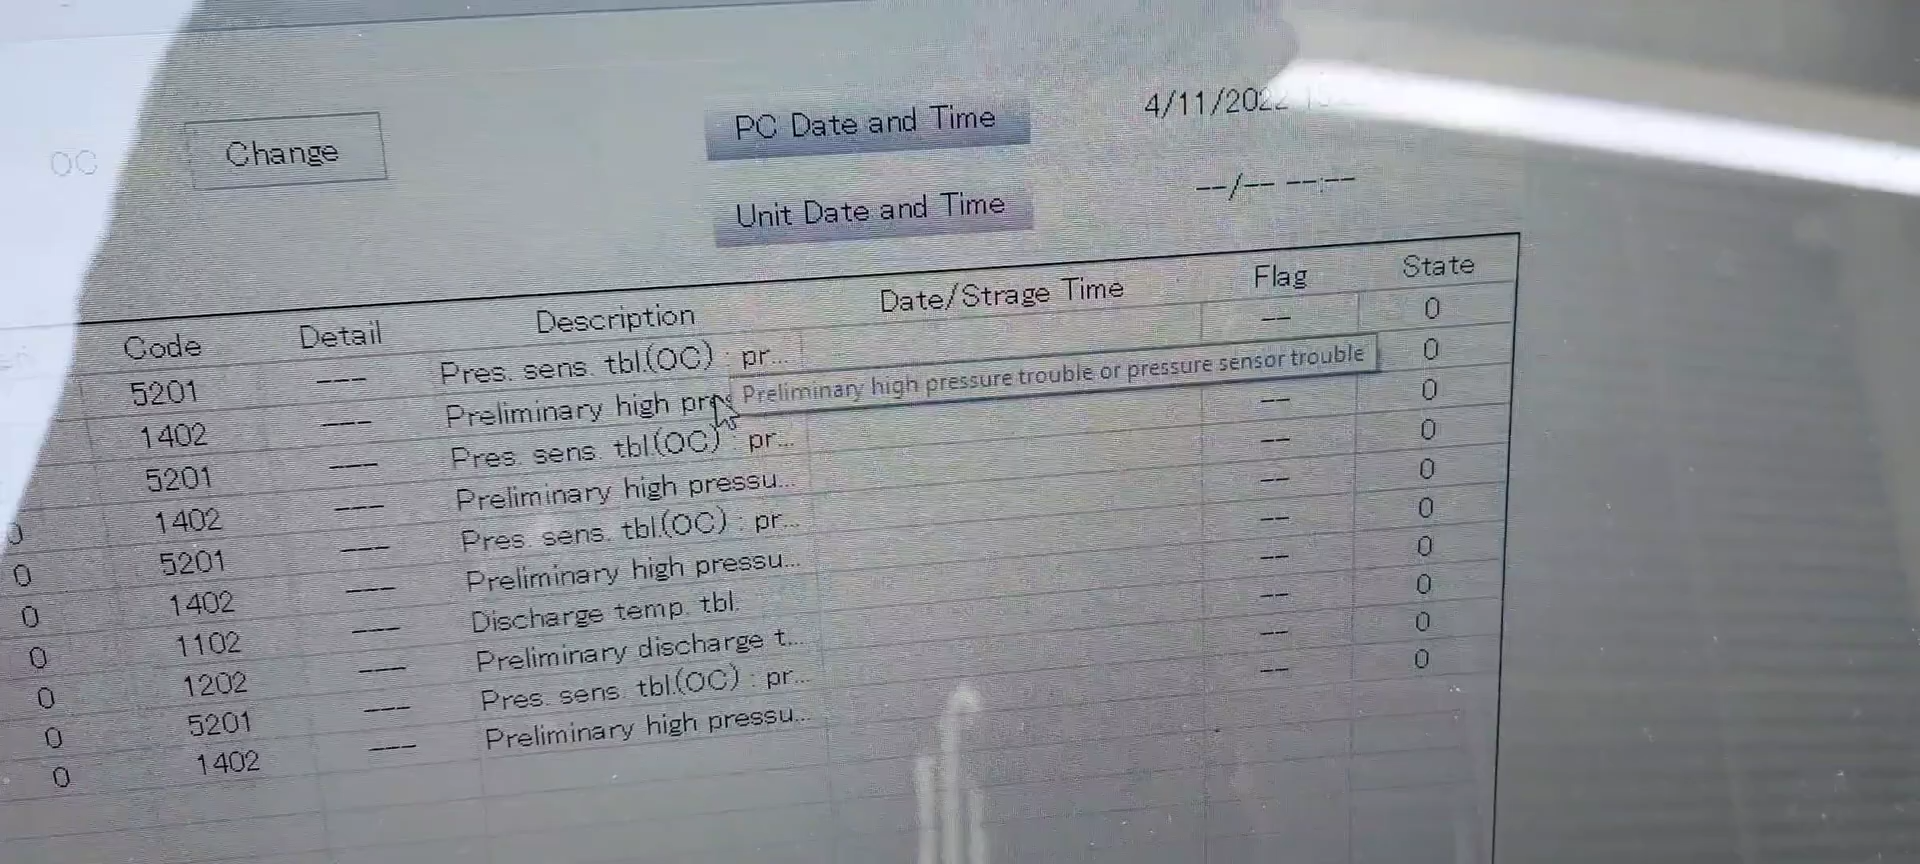 PC Date and Time 4/11/2022
OC Change
Unit Date and Time --/-- --:--
Code Detail Description Date/Strage Time Flag State
5201 --- Pres. sens. tbl.(OC) : pr... -- 0
1402 --- Preliminary high pres 0
Preliminary high pressure trouble or pressure sensor trouble
5201 --- Pres. sens. tbl.(OC) : pr... -- 0
1402 --- Preliminary high pressu... -- 0
0 5201 --- Pres. sens. tbl.(OC) : pr... -- 0
0 1402 --- Preliminary high pressu... -- 0
0 1102 --- Discharge temp. tbl. -- 0
0 1202 --- Preliminary discharge t... -- 0
0 5201 --- Pres. sens. tbl.(OC) : pr... -- 0
0 1402 --- Preliminary high pressu... -- 0